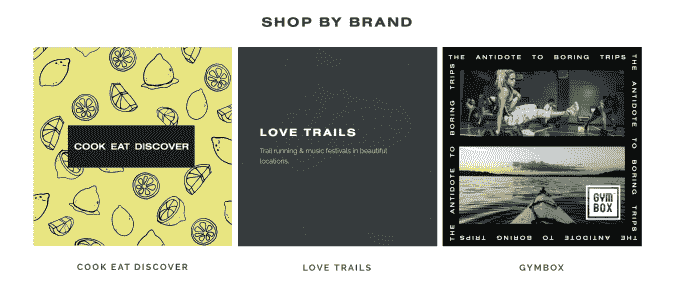 SHOP BY BRAND
COOK EAT DISCOVER
LOVE TRAILS
Trail running & music festivals in beautiful
locations.
THE ANTIDOTE TO BORING TRIPS
THE ANTIDOTE TO BORING TRIPS
THE ANTIDOTE TO BORING TRIPS
THE ANTIDOTE TO BORING TRIPS
GYM
BOX
COOK EAT DISCOVER
LOVE TRAILS
GYMBOX